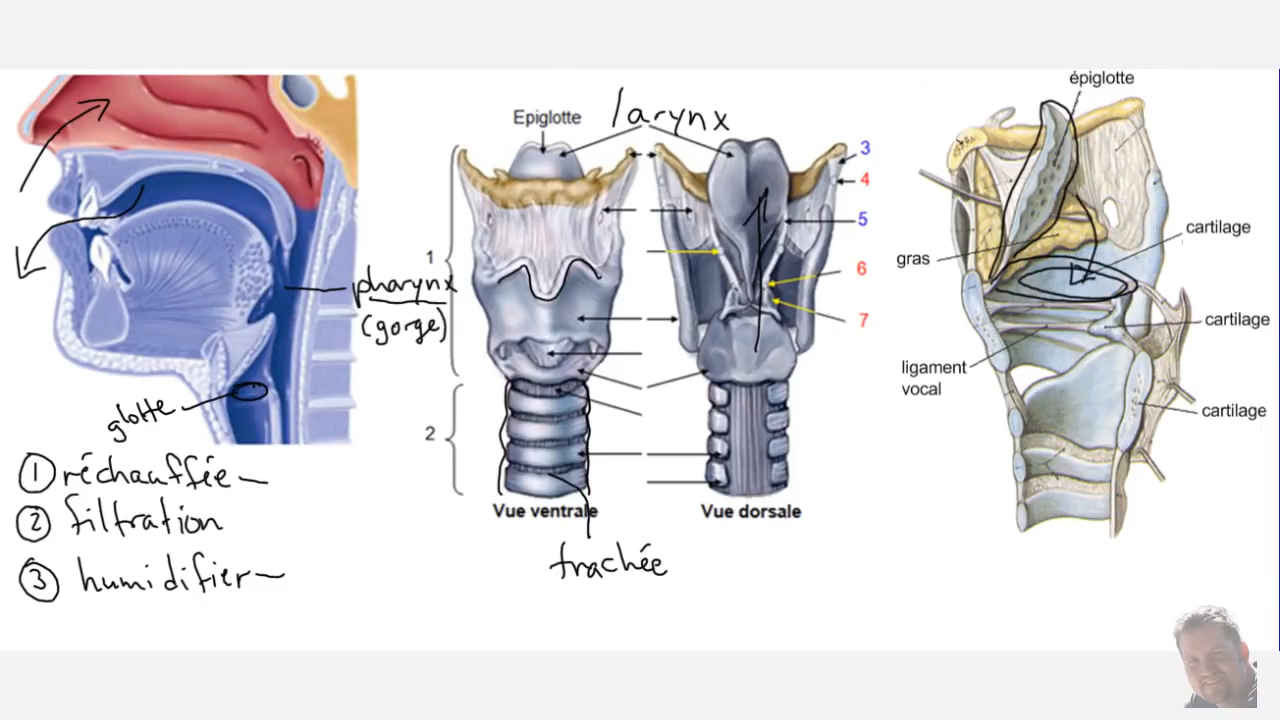 pharynx
(gorge)
glotte
① réchauffée
② filtration
③ humidifier
Epiglotte
larynx
1
2
3
4
5
6
7
Vue ventrale
Vue dorsale
trachée
épiglotte
cartilage
gras
cartilage
ligament
vocal
cartilage